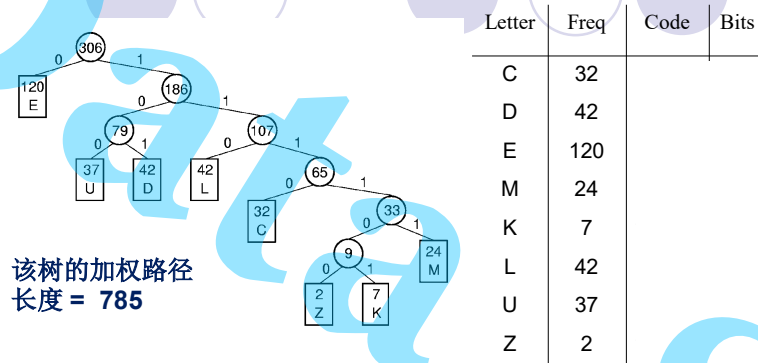 306
0 1
120
E
186
0 1
79
107
0 1
0 1
37
U
42
D
42
L
65
0 1
32
C
33
0 1
9
24
M
0 1
2
Z
7
K
该树的加权路径
长度 = 785
Letter Freq Code Bits
C 32
D 42
E 120
M 24
K 7
L 42
U 37
Z 2
ata